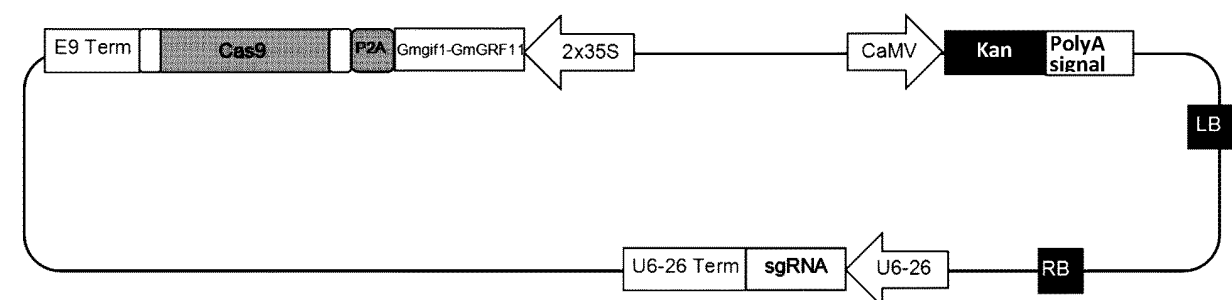 E9 Term
Cas9
P2A
Gmgif1-GmGRF11
2x35S
CaMV
Kan
PolyA
signal
LB
U6-26 Term
sgRNA
U6-26
RB